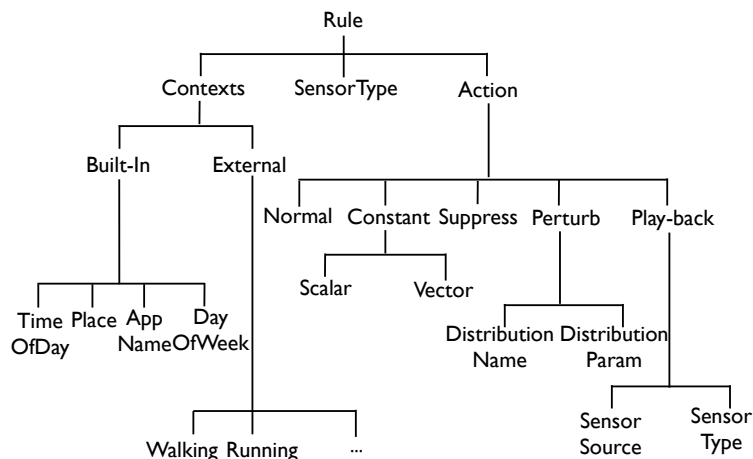 Rule
Contexts SensorType Action
Built-In External
Normal Constant Suppress Perturb Play-back
Scalar Vector
Time
OfDay
Place
App
Name
Day
OfWeek
Distribution
Name
Distribution
Param
Sensor
Source
Sensor
Type
Walking Running ...